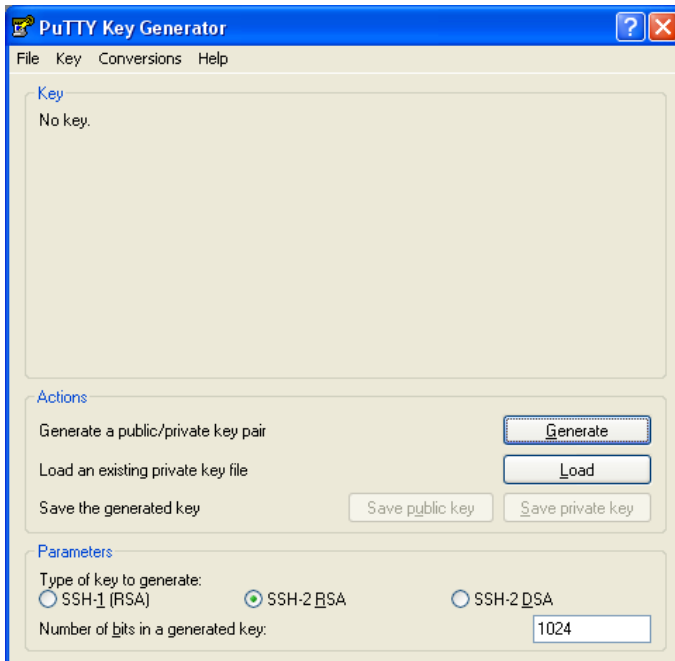 PuTTY Key Generator
File Key Conversions Help
Key
No key.
Actions
Generate a public/private key pair Generate
Load an existing private key file Load
Save the generated key Save public key Save private key
Parameters
Type of key to generate:
SSH-1 (RSA) SSH-2 RSA SSH-2 DSA
Number of bits in a generated key: 1024